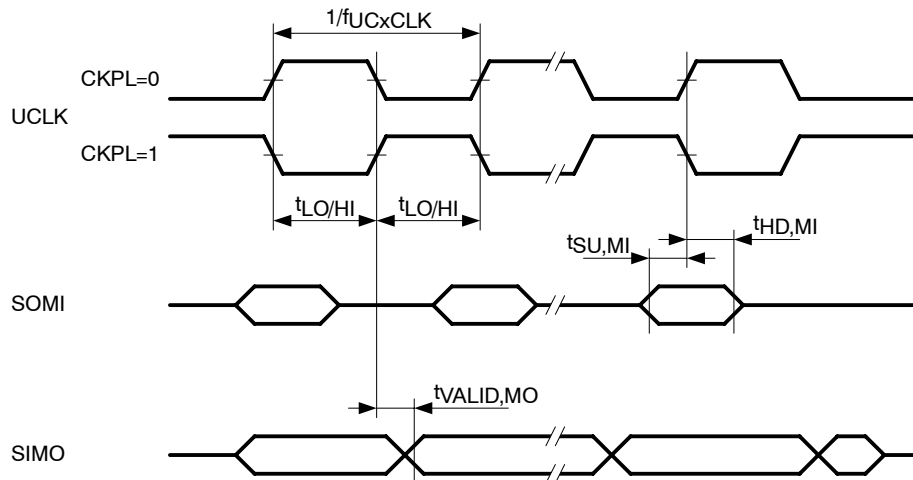 1/fUCxCLK
CKPL=0
UCLK
CKPL=1
tLO/HI tLO/HI
tHD,MI
tSU,MI
SOMI
tVALID,MO
SIMO